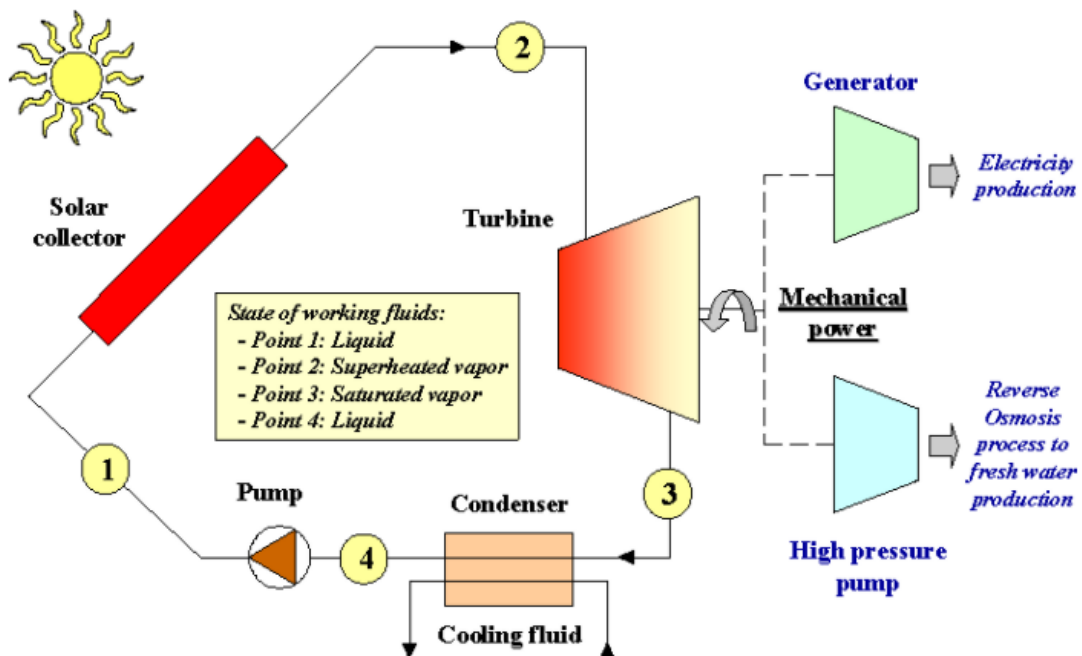 2
Generator
Electricity
production
Solar
collector
Turbine
Mechanical
power
State of working fluids:
- Point 1: Liquid
- Point 2: Superheated vapor
- Point 3: Saturated vapor
- Point 4: Liquid
Reverse
Osmosis
process to
fresh water
production
1
Pump
4
Condenser
3
High pressure
pump
Cooling fluid